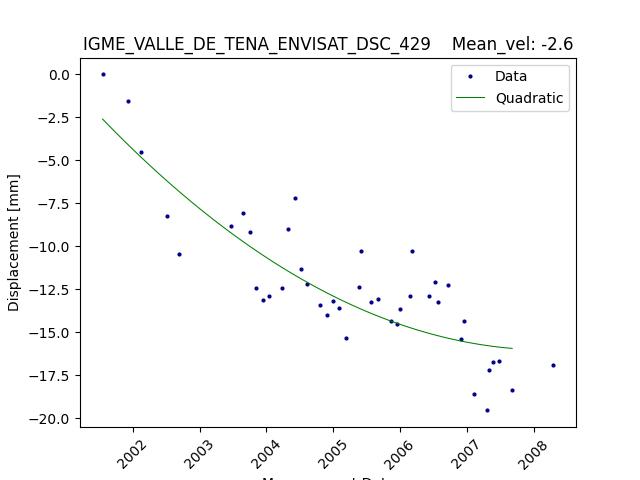 IGME_VALLE_DE_TENA_ENVISAT_DSC_429    Mean_vel: -2.6
Data
Quadratic
0.0
−2.5
−5.0
−7.5
−10.0
−12.5
−15.0
−17.5
−20.0
Displacement [mm]
2002 2003 2004 2005 2006 2007 2008